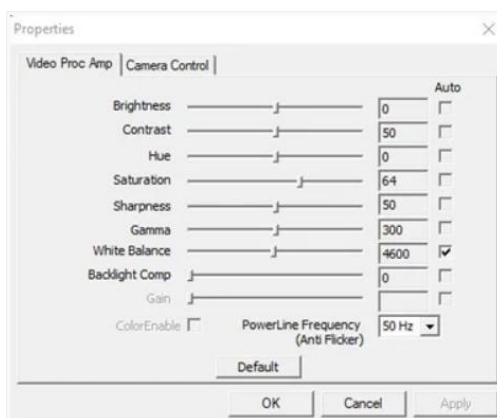 Properties
Video Proc Amp Camera Control
Auto
Brightness 0
Contrast 50
Hue 0
Saturation 64
Sharpness 50
Gamma 300
White Balance 4600
Backlight Comp 0
Gain
ColorEnable PowerLine Frequency 50 Hz
(Anti Flicker)
Default
OK Cancel Apply